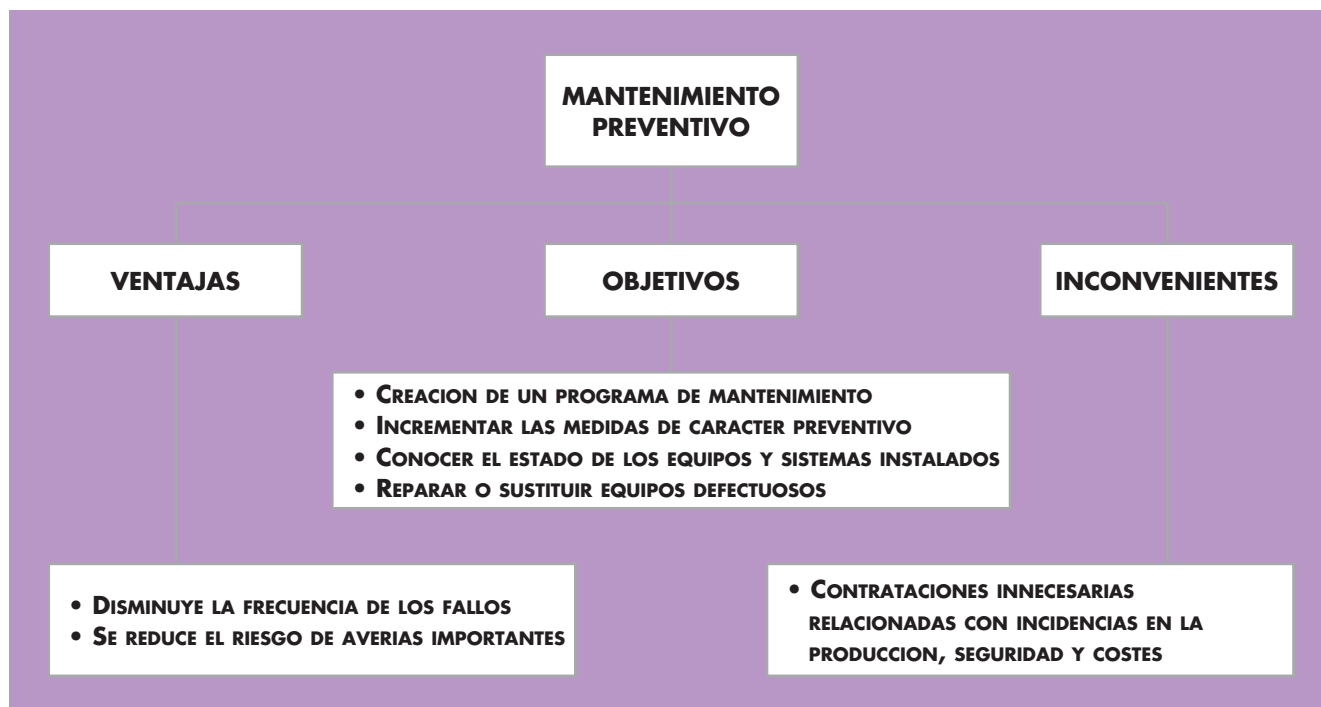 MANTENIMIENTO
PREVENTIVO
VENTAJAS
OBJETIVOS
INCONVENIENTES
• CREACION DE UN PROGRAMA DE MANTENIMIENTO
• INCREMENTAR LAS MEDIDAS DE CARACTER PREVENTIVO
• CONOCER EL ESTADO DE LOS EQUIPOS Y SISTEMAS INSTALADOS
• REPARAR O SUSTITUIR EQUIPOS DEFECTUOSOS
• DISMINUYE LA FRECUENCIA DE LOS FALLOS
• SE REDUCE EL RIESGO DE AVERIAS IMPORTANTES
• CONTRATACIONES INNECESARIAS
RELACIONADAS CON INCIDENCIAS EN LA
PRODUCCION, SEGURIDAD Y COSTES